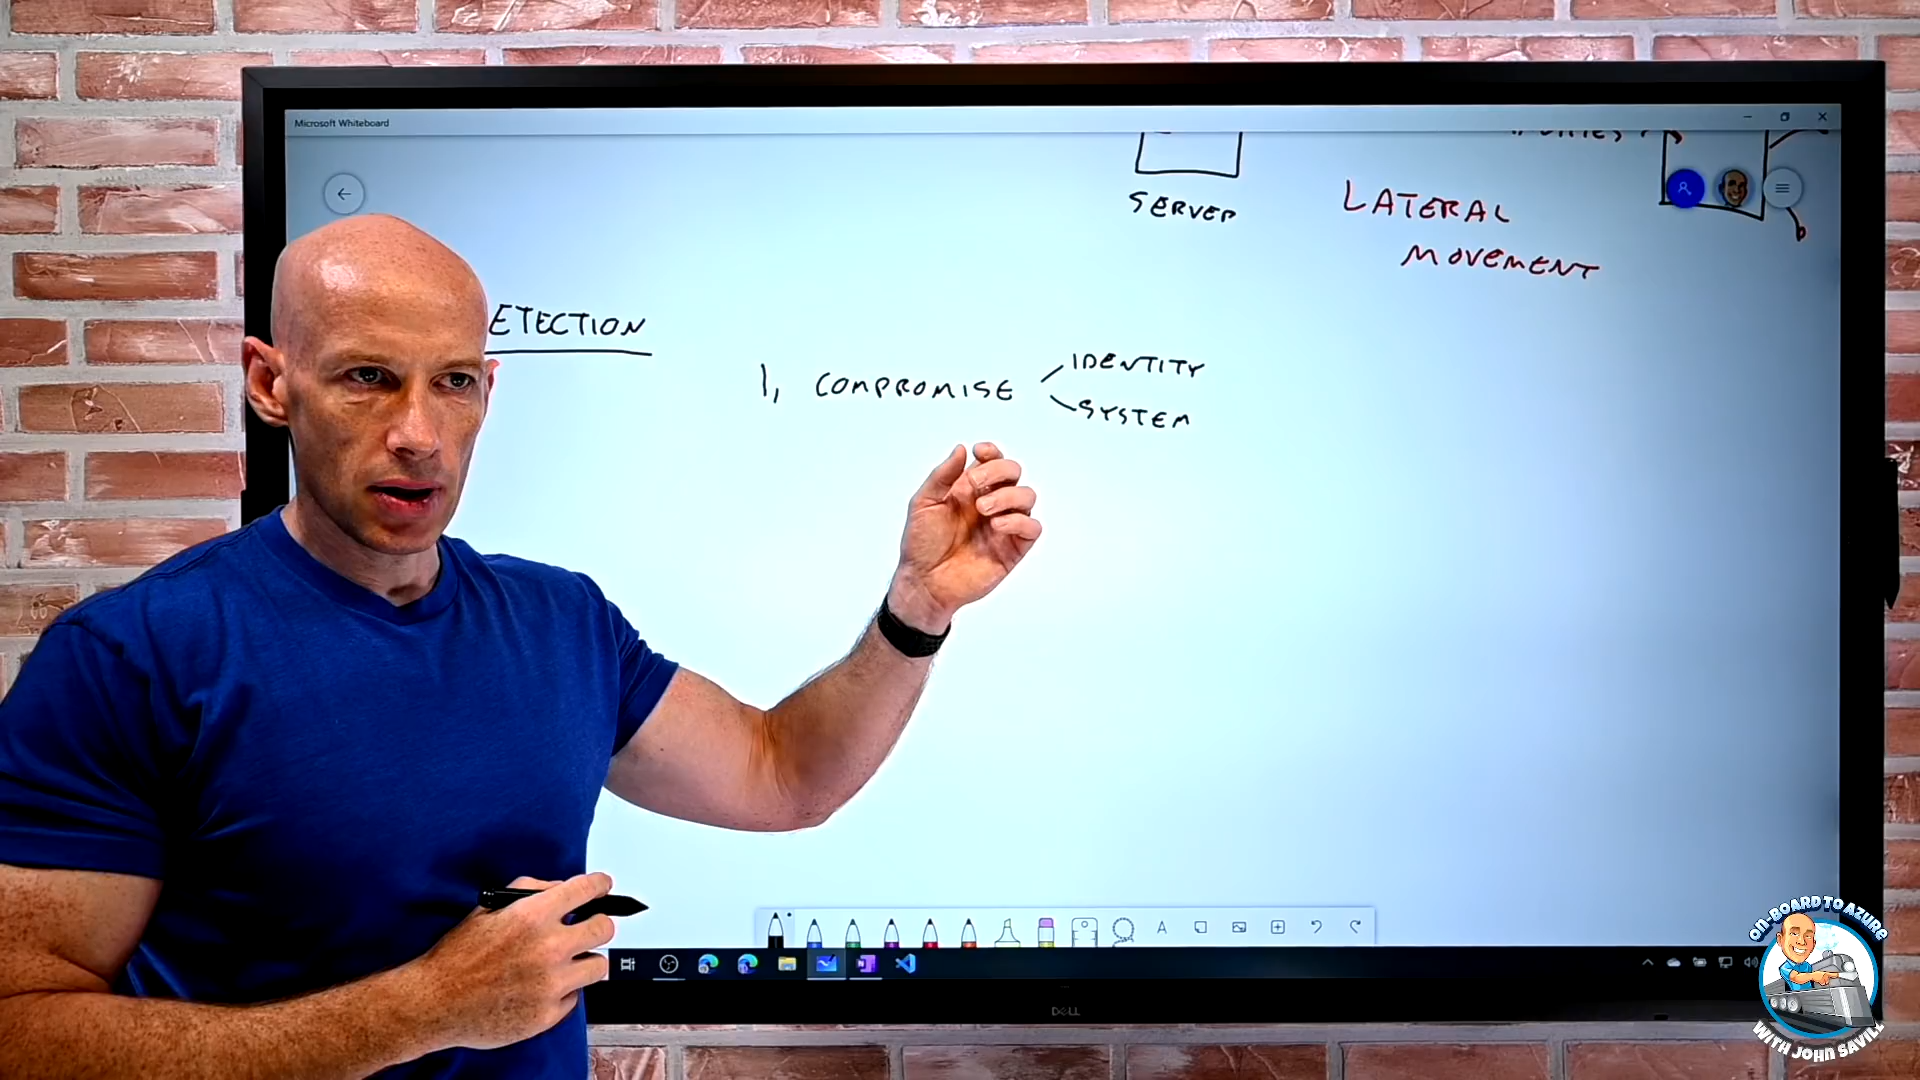 Microsoft Whiteboard
SERVER
LATERAL
MOVEMENT
ETECTION
1, COMPROMISE
IDENTITY
SYSTEM
DELL
ON-BOARD TO AZURE
WITH JOHN SAVILL